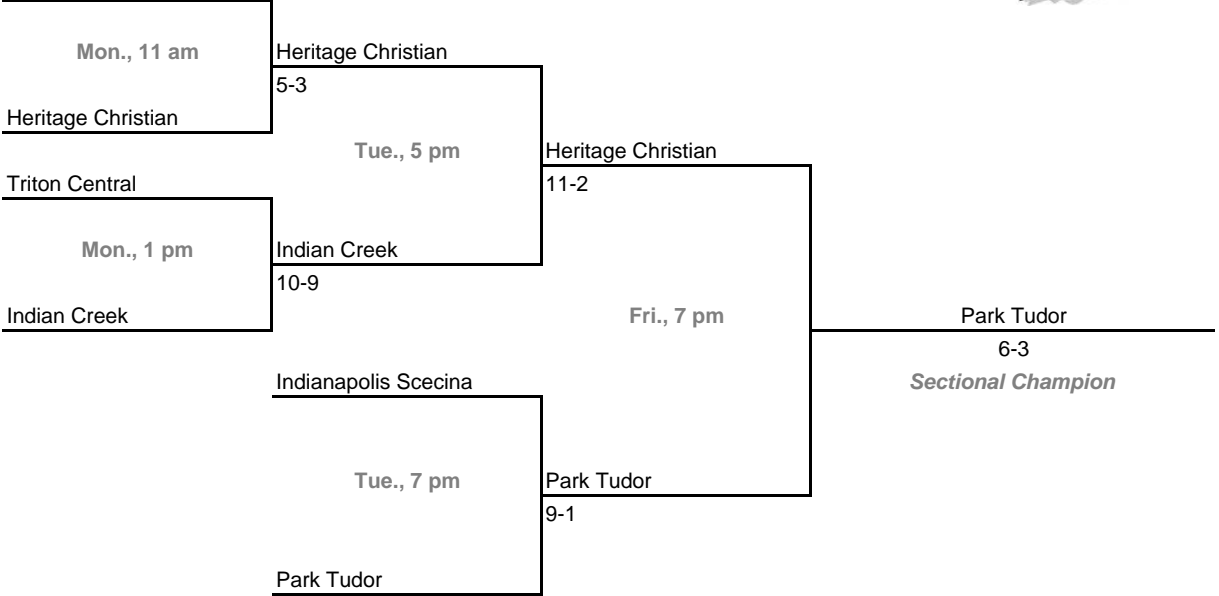 Mon., 11 am
Heritage Christian
5-3
Heritage Christian
Tue., 5 pm
Heritage Christian
11-2
Triton Central
Mon., 1 pm
Indian Creek
10-9
Indian Creek
Fri., 7 pm
Park Tudor
6-3
Sectional Champion
Indianapolis Scecina
Tue., 7 pm
Park Tudor
9-1
Park Tudor